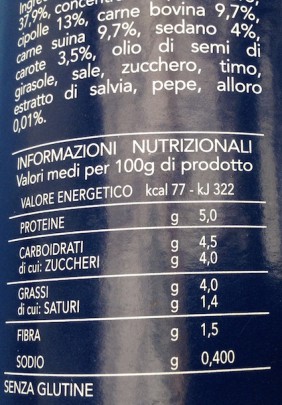 37,9%,
cipolle 13%, carne bovina 9,7%,
carne suina 9,7%, sedano 4%,
carote 3,5%, olio di semi di
girasole, sale, zucchero, timo,
estratto di salvia, pepe, alloro
0,01%.
INFORMAZIONI NUTRIZIONALI
Valori medi per 100g di prodotto
VALORE ENERGETICO kcal 77 - kJ 322
PROTEINE g 5,0
CARBOIDRATI g 4,5
di cui: ZUCCHERI g 4,0
GRASSI g 4,0
di cui: SATURI g 1,4
FIBRA g 1,5
SODIO g 0,400
SENZA GLUTINE